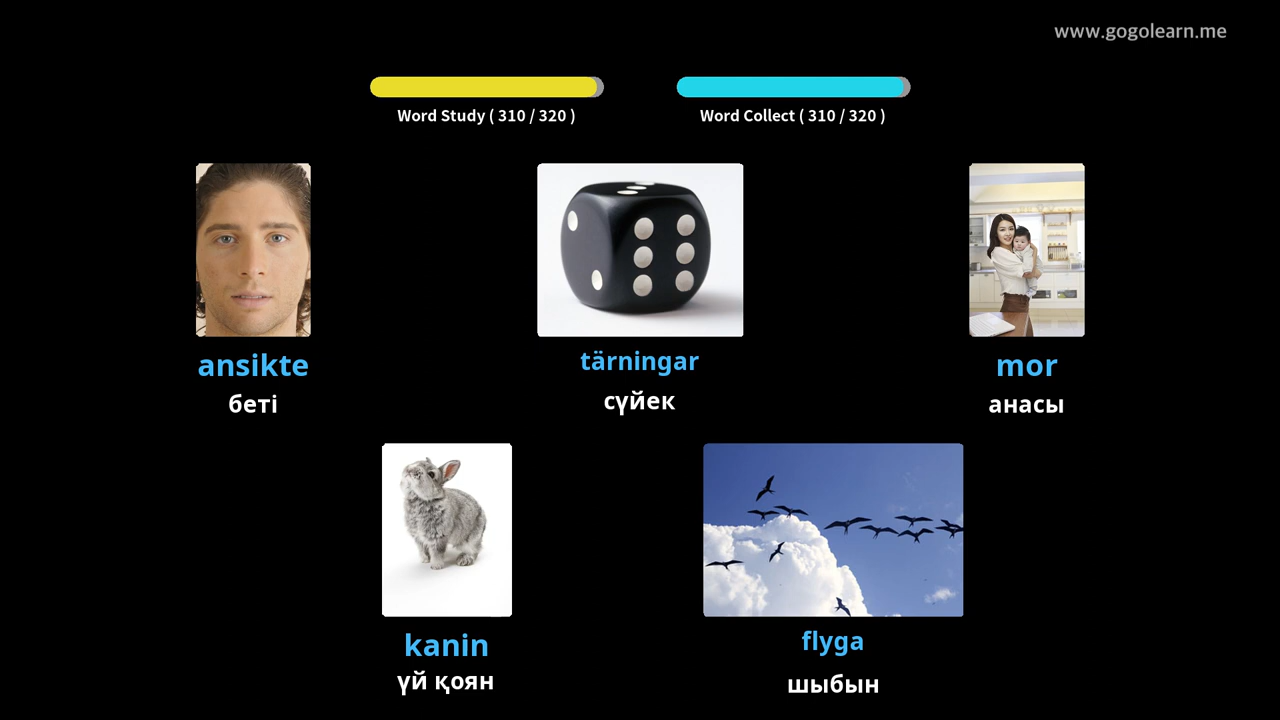 www.gogolearn.me
Word Study ( 310 / 320 )
Word Collect ( 310 / 320 )
ansikte
беті
tärningar
сүйек
mor
анасы
kanin
үй қоян
flyga
шыбын